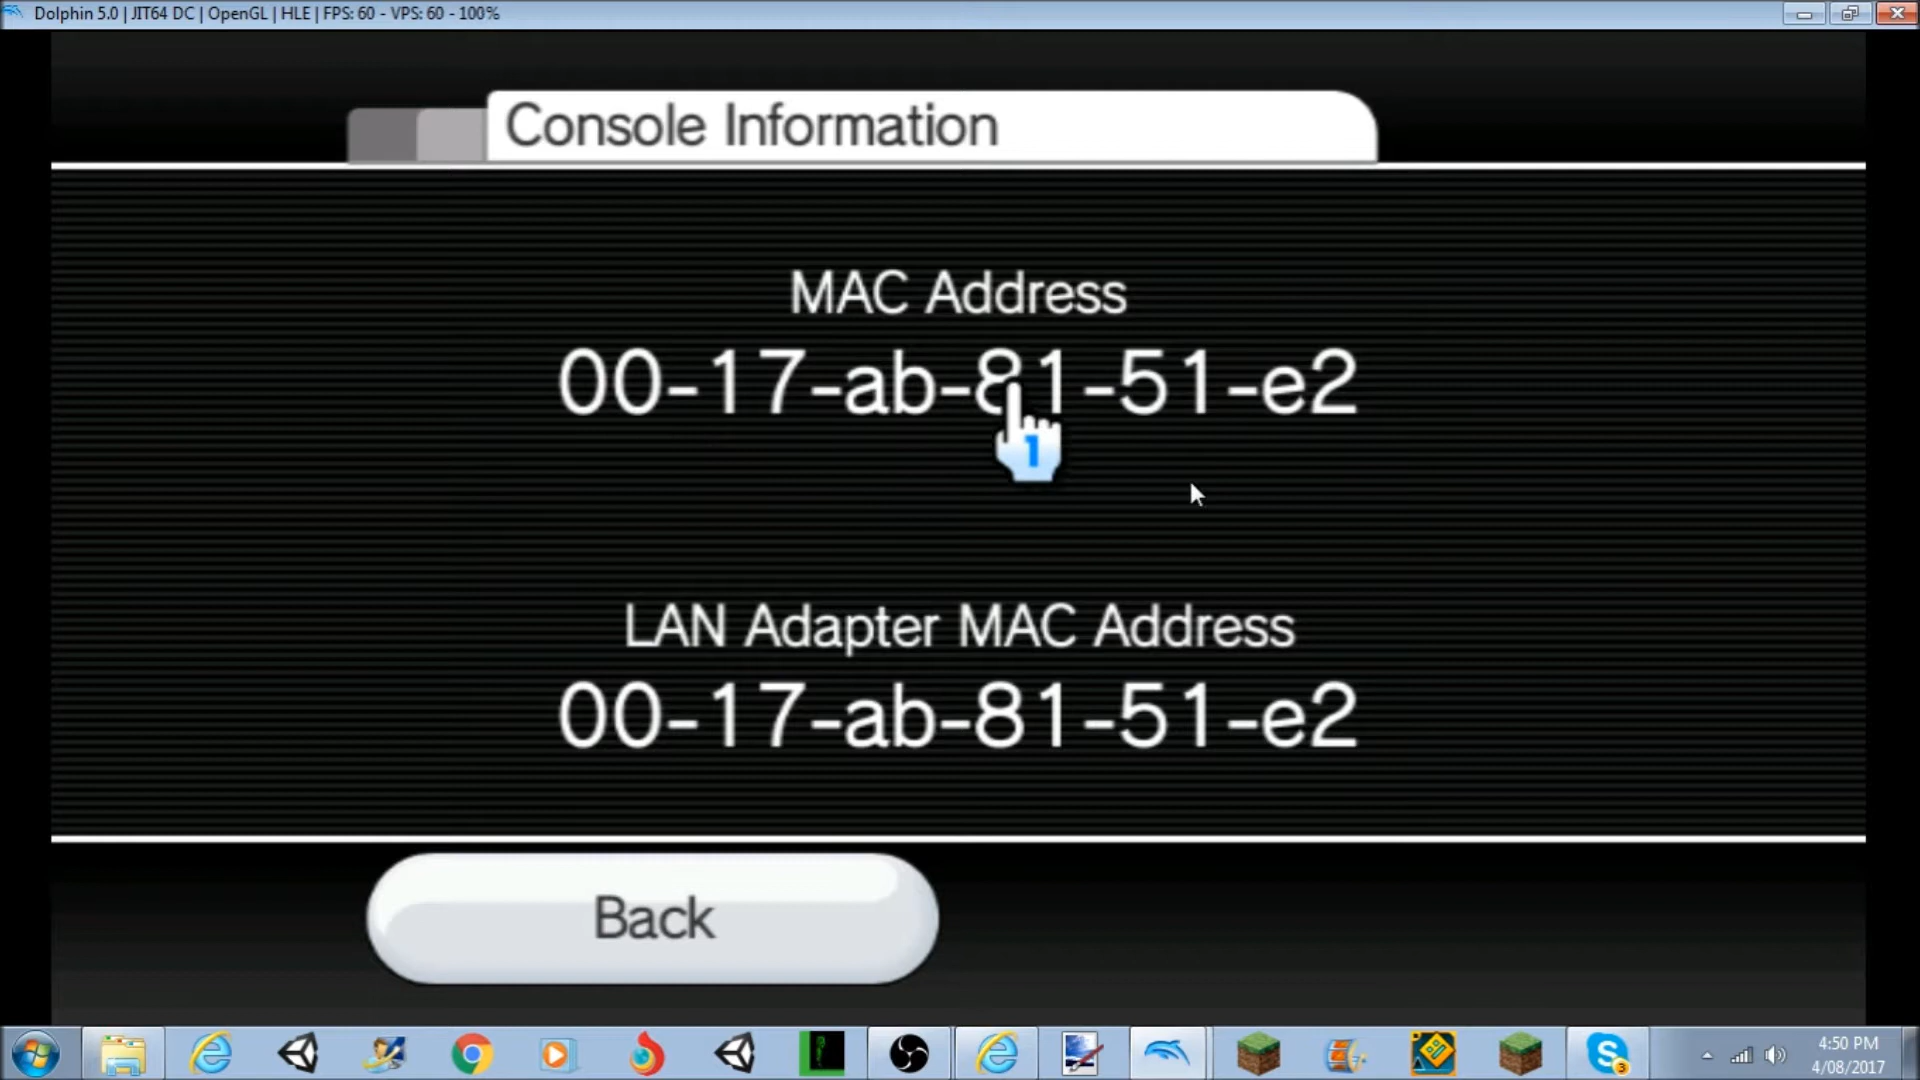 Dolphin 5.0 | JIT64 DC | OpenGL | HLE | FPS: 60 - VPS: 60 - 100%
Console Information
MAC Address
00-17-ab-81-51-e2
1
LAN Adapter MAC Address
00-17-ab-81-51-e2
Back
3
4:50 PM
4/08/2017